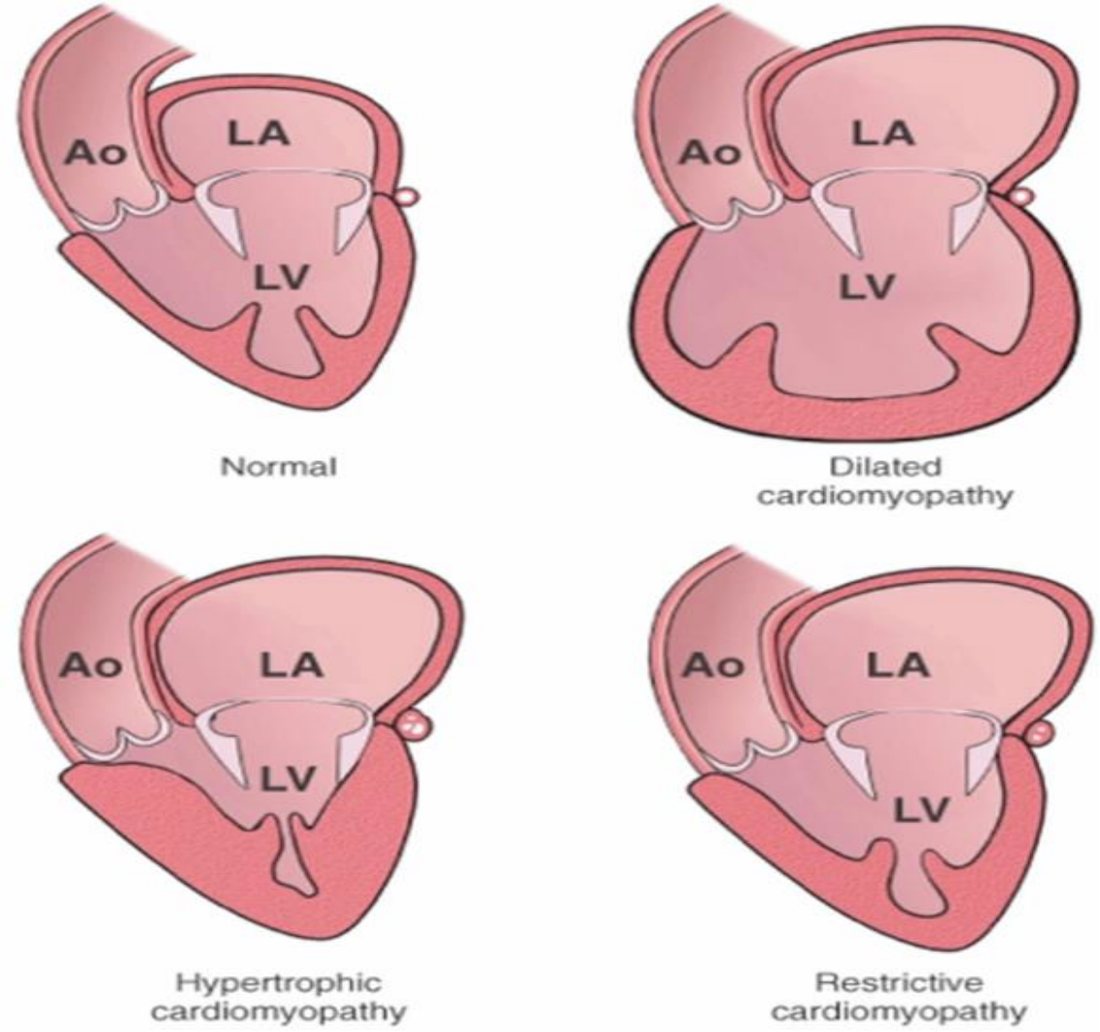 Ao
LA
LV
Normal
Ao
LA
LV
Dilated
cardiomyopathy
Ao
LA
LV
Hypertrophic
cardiomyopathy
Ao
LA
LV
Restrictive
cardiomyopathy